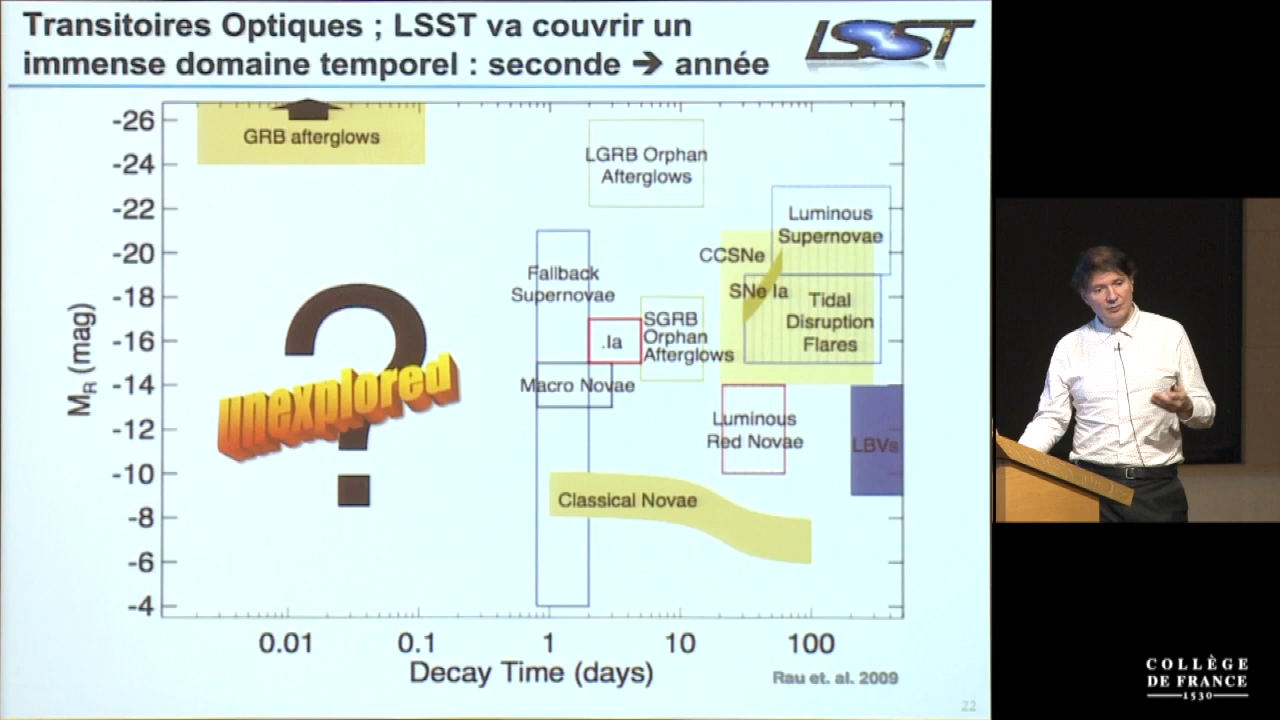 Transitoires Optiques ; LSST va couvrir un
immense domaine temporel : seconde ➔ année
LSST
-26
-24
-22
-20
-18
-16
-14
-12
-10
-8
-6
-4
M_R (mag)
GRB afterglows
LGRB Orphan
Afterglows
Luminous
Supernovae
CCSNe
Fallback
Supernovae
SNe Ia
Tidal
Disruption
Flares
.Ia
SGRB
Orphan
Afterglows
?
unexplored
Macro Novae
Luminous
Red Novae
LBVs
Classical Novae
0.01
0.1
1
10
100
Decay Time (days)
Rau et. al. 2009
22
COLLÈGE
DE FRANCE
1530